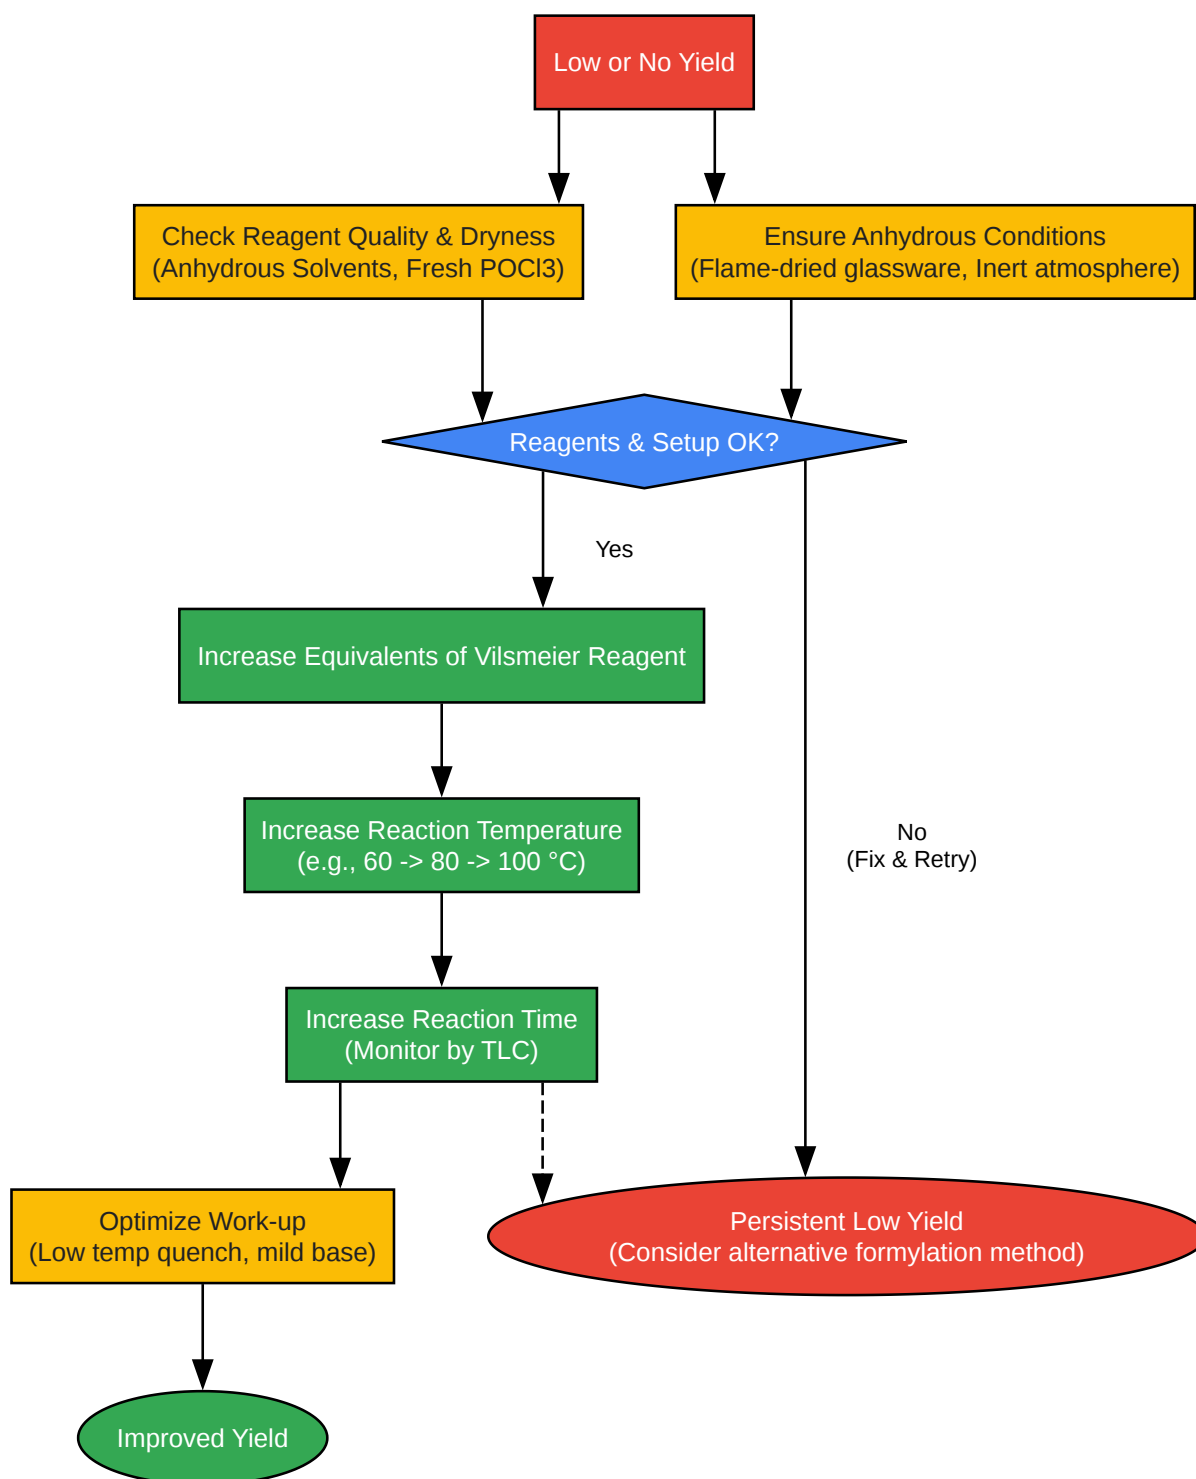 Low or No Yield
Check Reagent Quality & Dryness
(Anhydrous Solvents, Fresh POCl3)
Ensure Anhydrous Conditions
(Flame-dried glassware, Inert atmosphere)
Reagents & Setup OK?
Yes
Increase Equivalents of Vilsmeier Reagent
Increase Reaction Temperature
(e.g., 60 -> 80 -> 100 °C)
No
(Fix & Retry)
Increase Reaction Time
(Monitor by TLC)
Optimize Work-up
(Low temp quench, mild base)
Persistent Low Yield
(Consider alternative formylation method)
Improved Yield